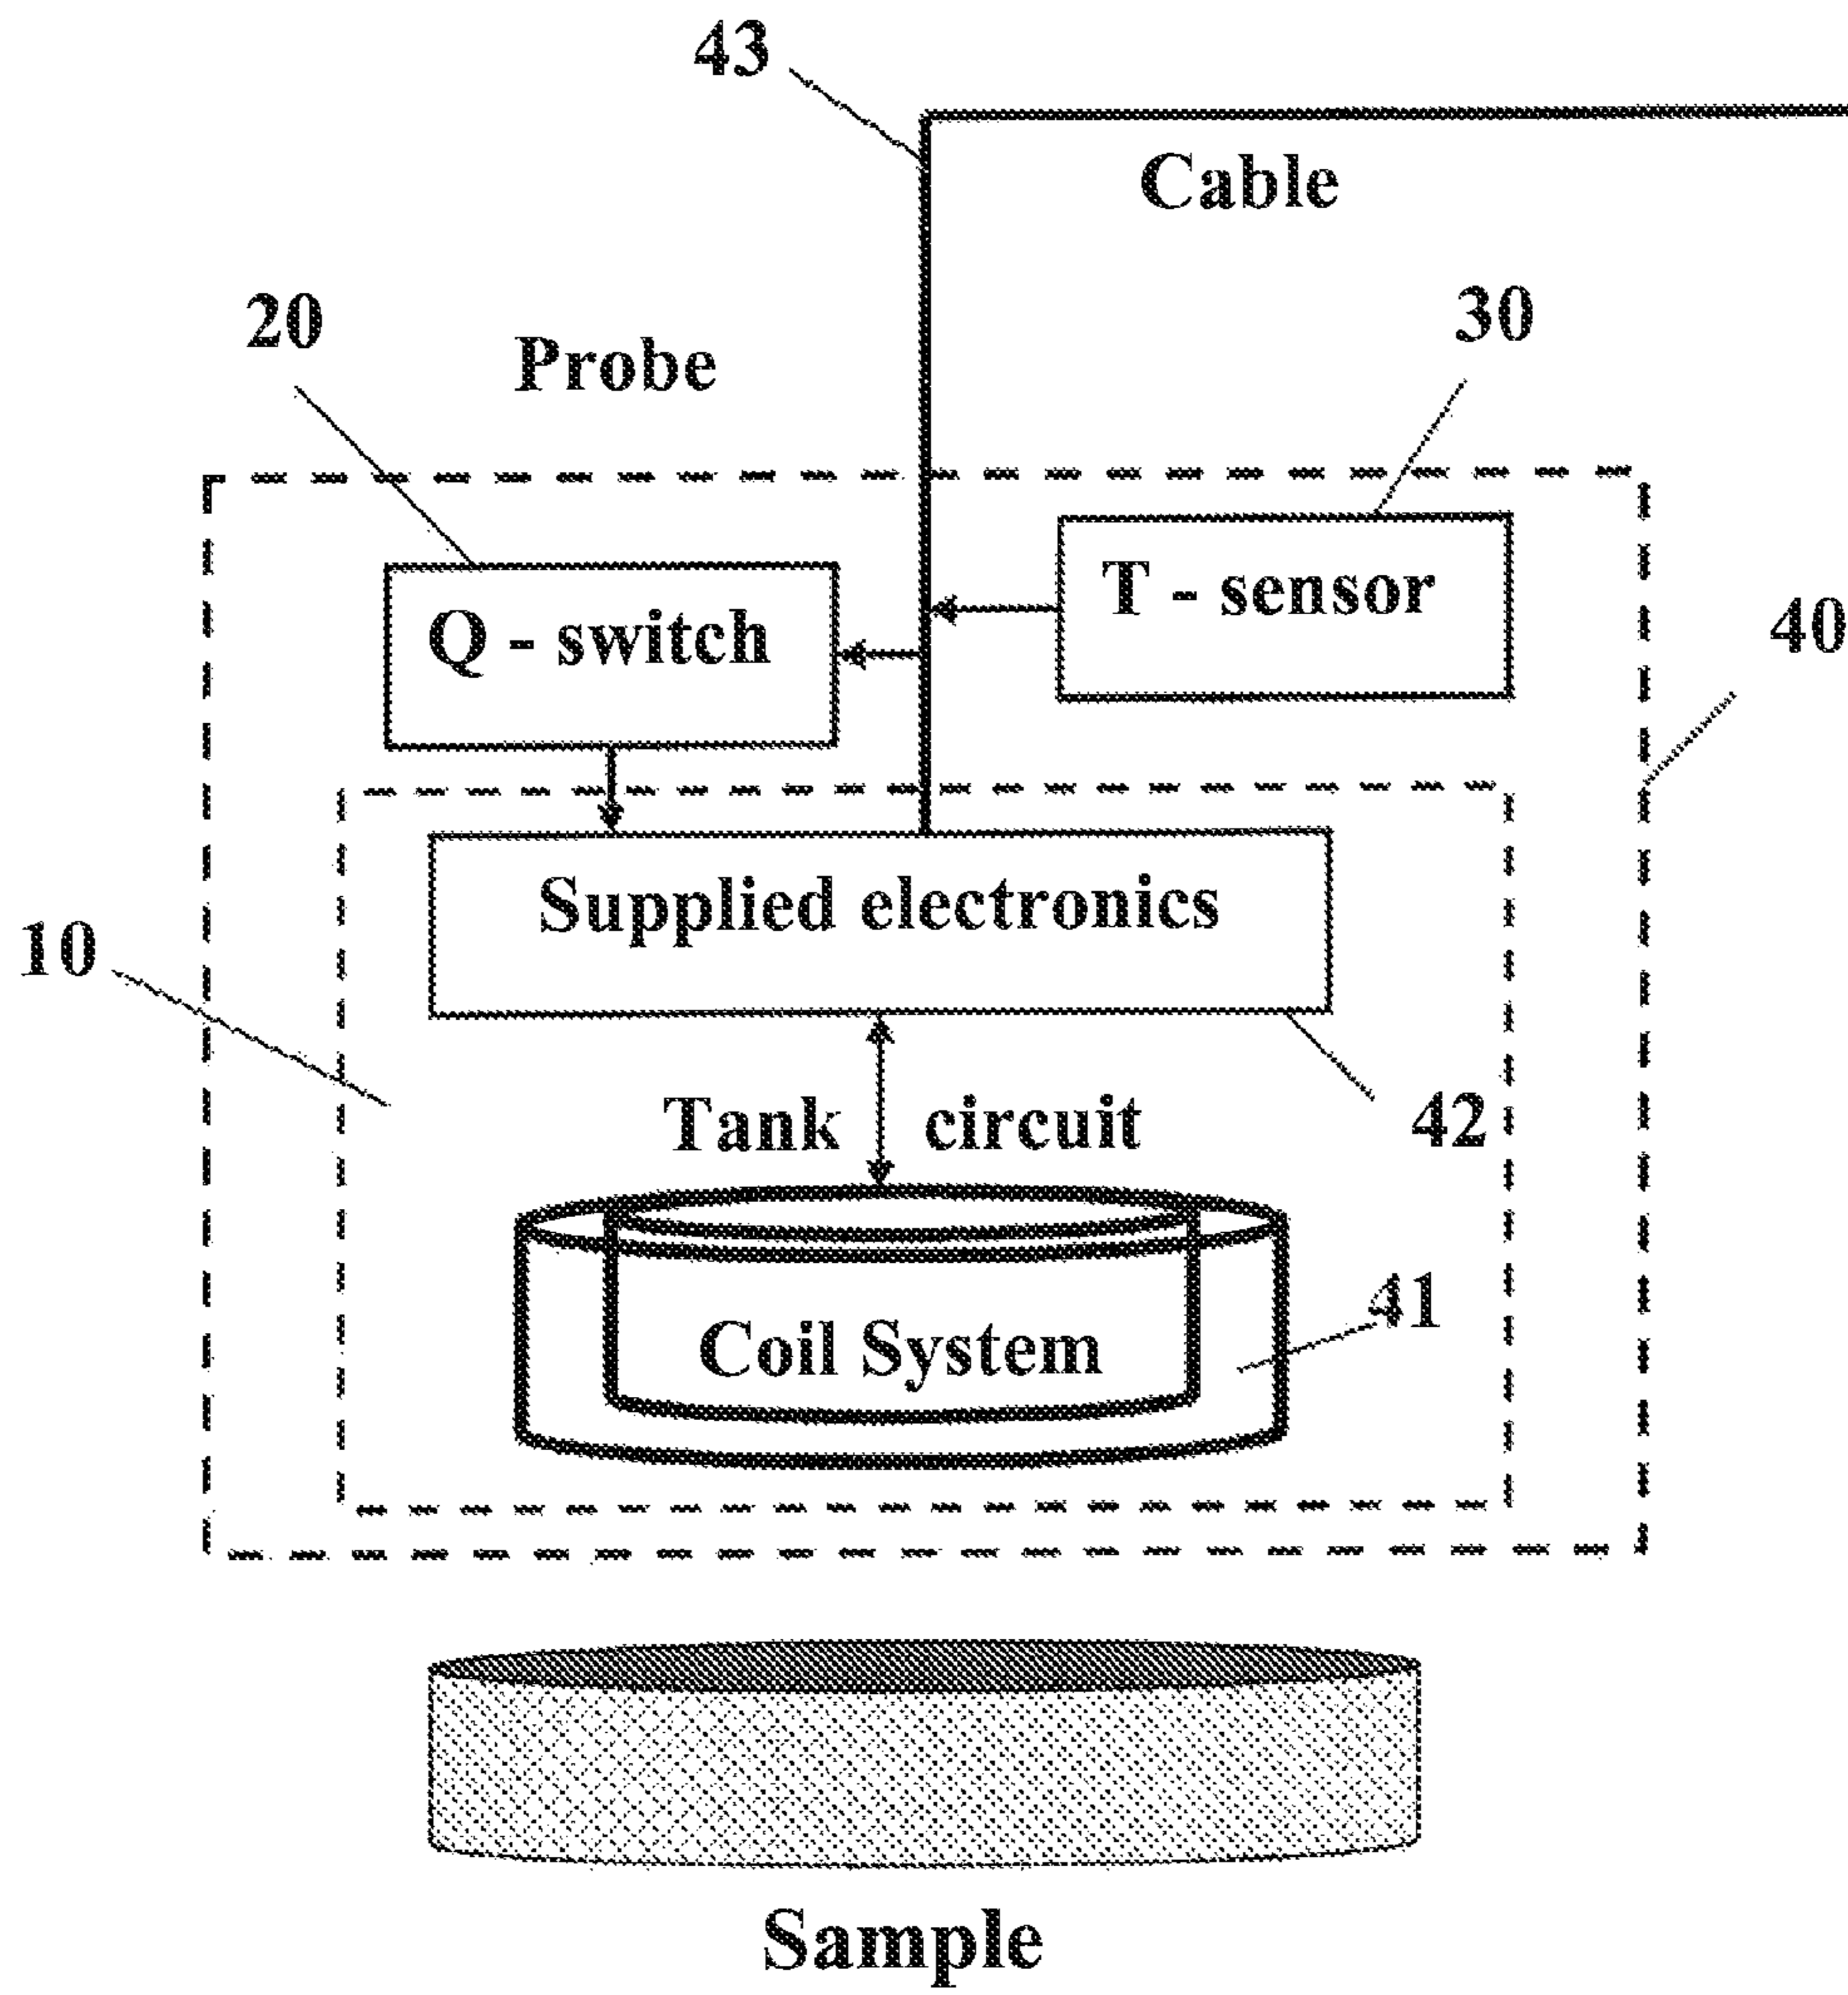 43
Cable
20
Probe
30
T - sensor
Q - switch
40
Supplied electronics
10
Tank circuit
42
41
Coil System
Sample